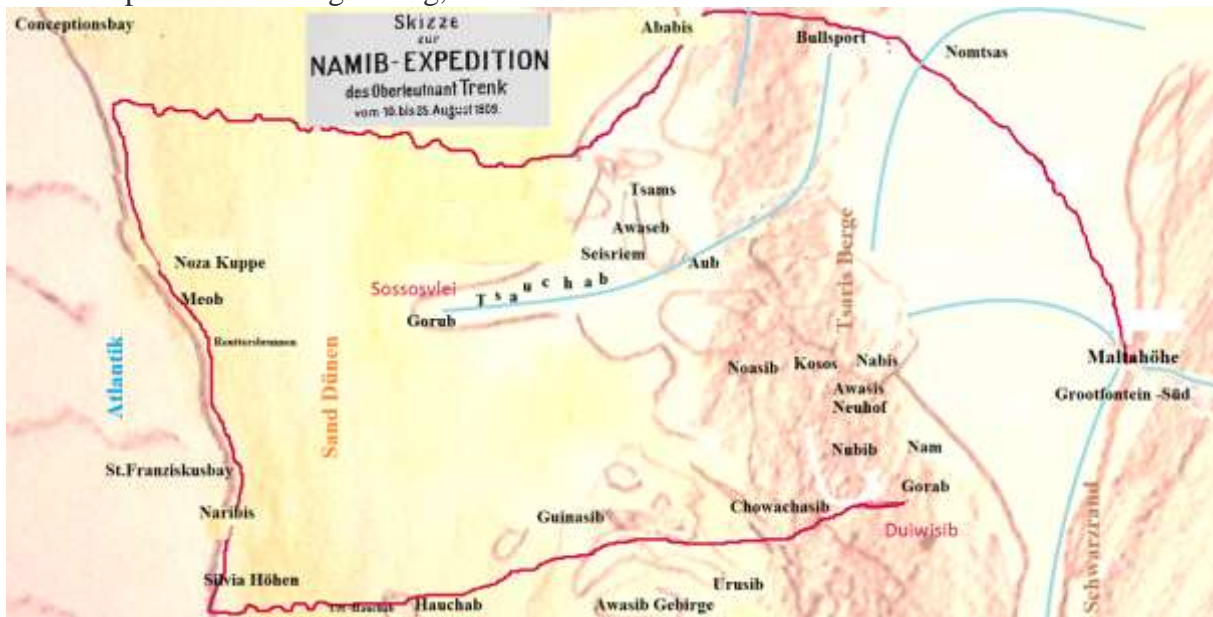 Conceptionsbay
Skizze
zur
NAMIB-EXPEDITION
des Oberleutnant Trenk
vom 10. bis 25. August 1909.
Ababis
Bullsport
Nomtsas
Tsams
Awaseb
Seisriem
Aub
Tsauchab
Sossosvlei
Gorub
Noza Kuppe
Meob
Atlantik
Sand Dünen
Tsaris Berge
Noasib
Kosos
Nabis
Awasis
Neuhof
Maltahöhe
Grootfontein -Süd
Nubib
Nam
Gorab
Duiwisib
Chowachasib
Schwarzrand
St.Franziskusbay
Naribis
Guinasib
Silvia Höhen
Hauchab
Urusib
Awasib Gebirge